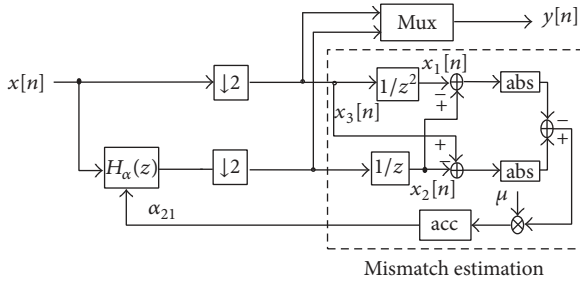 Mux
y[n]
x[n]
↓2
1/z²
x₁[n]
−
+
abs
x₃[n]
−
+
+
−
H_α(z)
↓2
1/z
x₂[n]
abs
α₂₁
acc
μ
Mismatch estimation